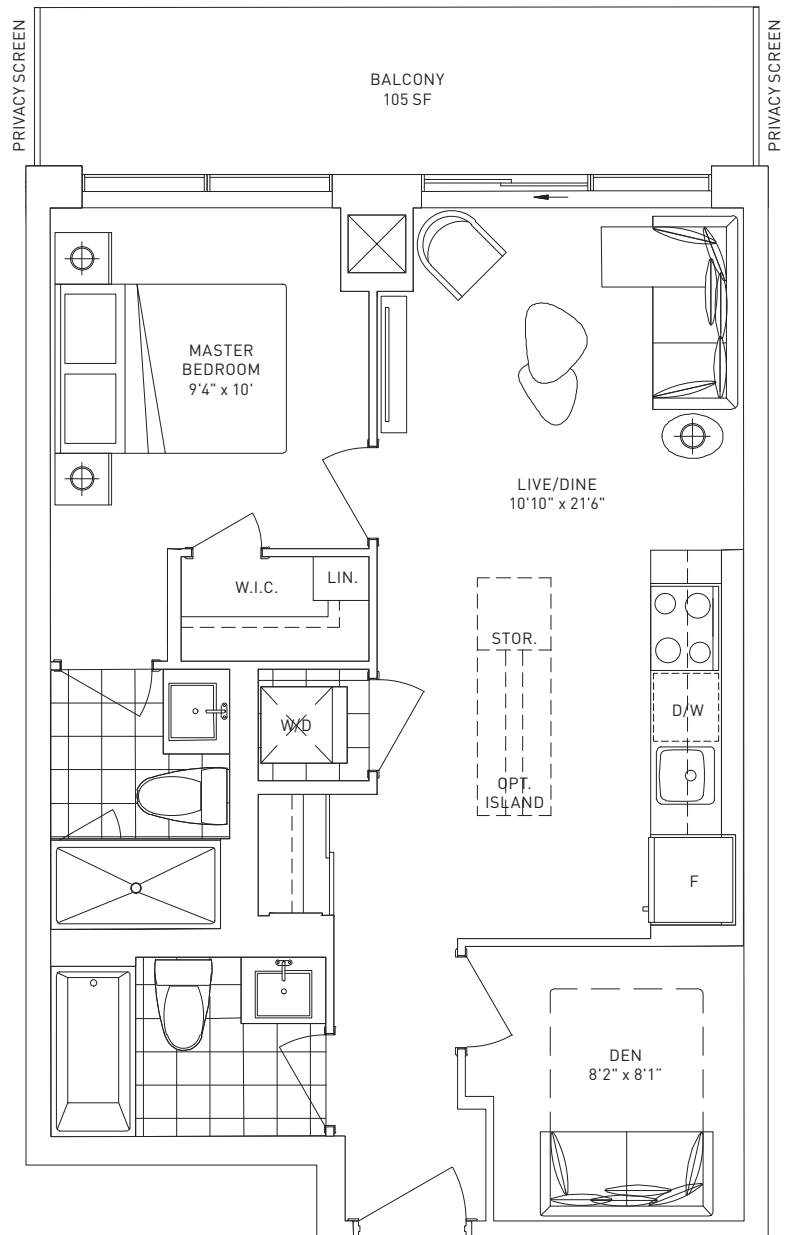 PRIVACY SCREEN
PRIVACY SCREEN
BALCONY
105 SF
MASTER
BEDROOM
9'4" x 10'
LIVE/DINE
10'10" x 21'6"
W.I.C.
LIN.
STOR.
W/D
D/W
OPT.
ISLAND
F
DEN
8'2" x 8'1"